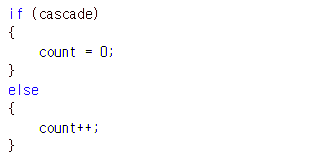 if (cascade)
{
    count = 0;
}
else
{
    count++;
}